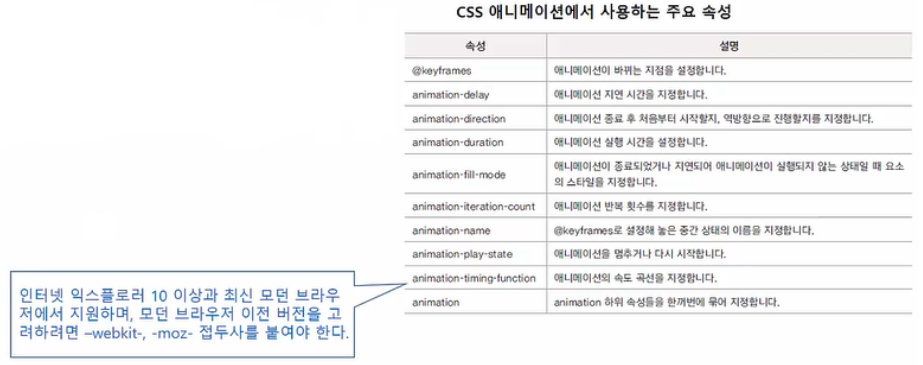 CSS 애니메이션에서 사용하는 주요 속성
속성 설명
@keyframes 애니메이션이 바뀌는 지점을 설정합니다.
animation-delay 애니메이션 지연 시간을 지정합니다.
animation-direction 애니메이션 종료 후 처음부터 시작할지, 역방향으로 진행할지를 지정합니다.
animation-duration 애니메이션 실행 시간을 설정합니다.
animation-fill-mode 애니메이션이 종료되었거나 지연되어 애니메이션이 실행되지 않는 상태일 때 요소
의 스타일을 지정합니다.
animation-iteration-count 애니메이션 반복 횟수를 지정합니다.
animation-name @keyframes로 설정해 놓은 중간 상태의 이름을 지정합니다.
animation-play-state 애니메이션을 멈추거나 다시 시작합니다.
animation-timing-function 애니메이션의 속도 곡선을 지정합니다.
animation animation 하위 속성들을 한꺼번에 묶어 지정합니다.
인터넷 익스플로러 10 이상과 최신 모던 브라우
저에서 지원하며, 모던 브라우저 이전 버전을 고
려하려면 –webkit-, -moz- 접두사를 붙여야 한다.